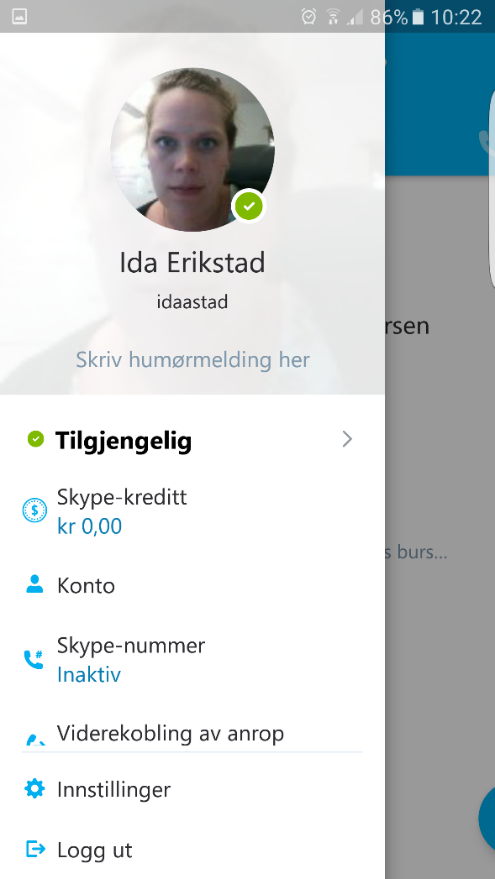 86% 10:22
Ida Erikstad
idaastad
Skriv humørmelding her
rsen
Tilgjengelig
Skype-kreditt
kr 0,00
s burs...
Konto
Skype-nummer
Inaktiv
Viderekobling av anrop
Innstillinger
Logg ut